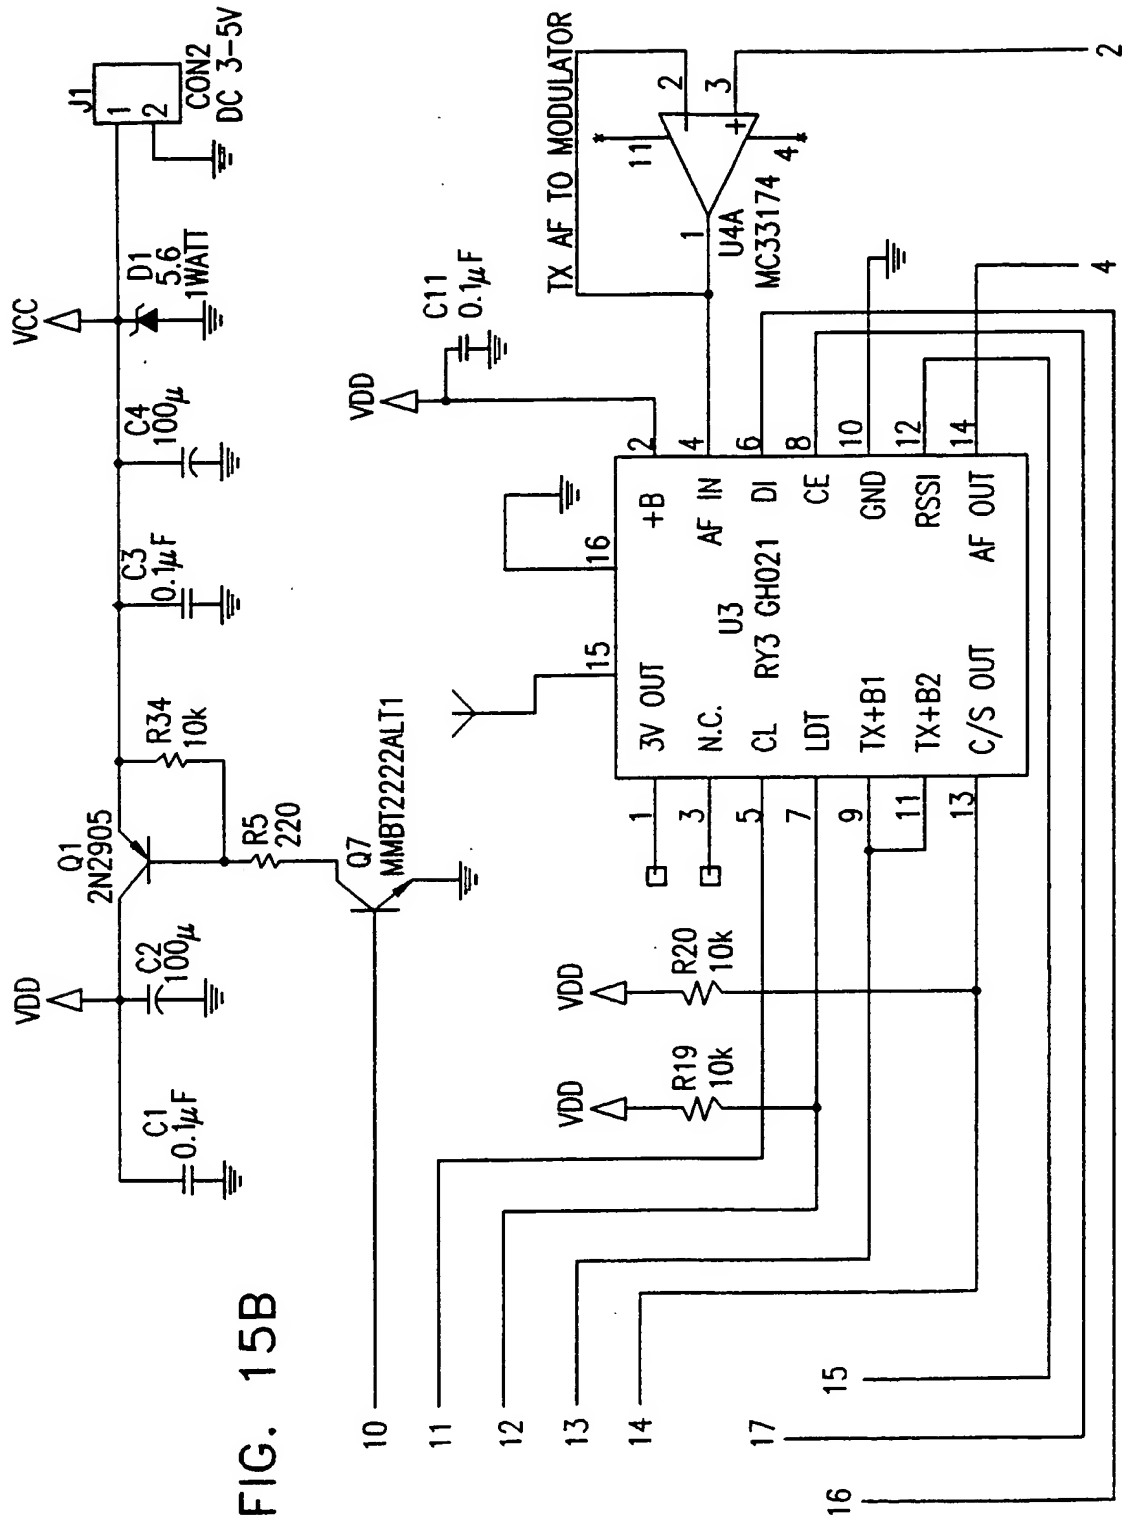 FIG. 15B
VDD
VCC
J1
1
2
CON2
DC 3-5V
C1
0.1µF
C2
100µ
Q1
2N2905
R34
10k
R5
220
C3
0.1µF
C4
100µ
D1
5.6
1WATT
Q7
MMBT2222ALT1
10
11
12
13
14
15
17
16
VDD
R19
10k
VDD
R20
10k
VDD
C11
0.1µF
TX AF TO MODULATOR
2
3
11
4
1
U4A
MC33174
2
4
15
16
U3
RY3 GH021
1
3V OUT
3
N.C.
5
CL
7
LDT
9
TX+B1
11
TX+B2
13
C/S OUT
+B
2
AF IN
4
DI
6
CE
8
GND
10
RSSI
12
AF OUT
14